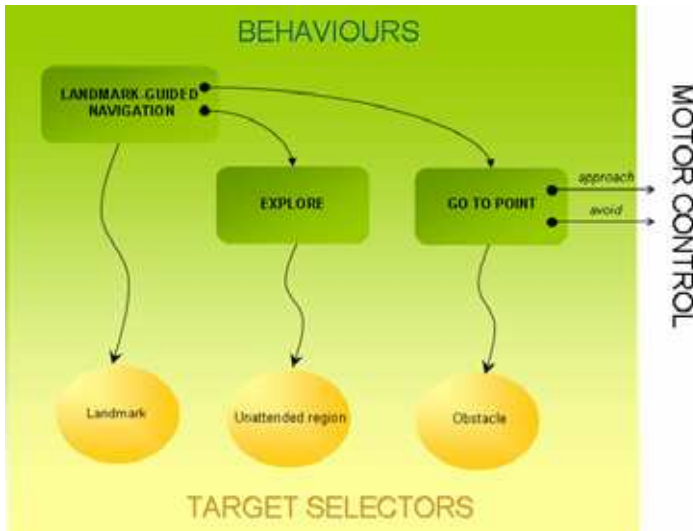 BEHAVIOURS
LANDMARK-GUIDED
NAVIGATION
EXPLORE
GO TO POINT
approach
avoid
MOTOR CONTROL
Landmark
Unattended region
Obstacle
TARGET SELECTORS